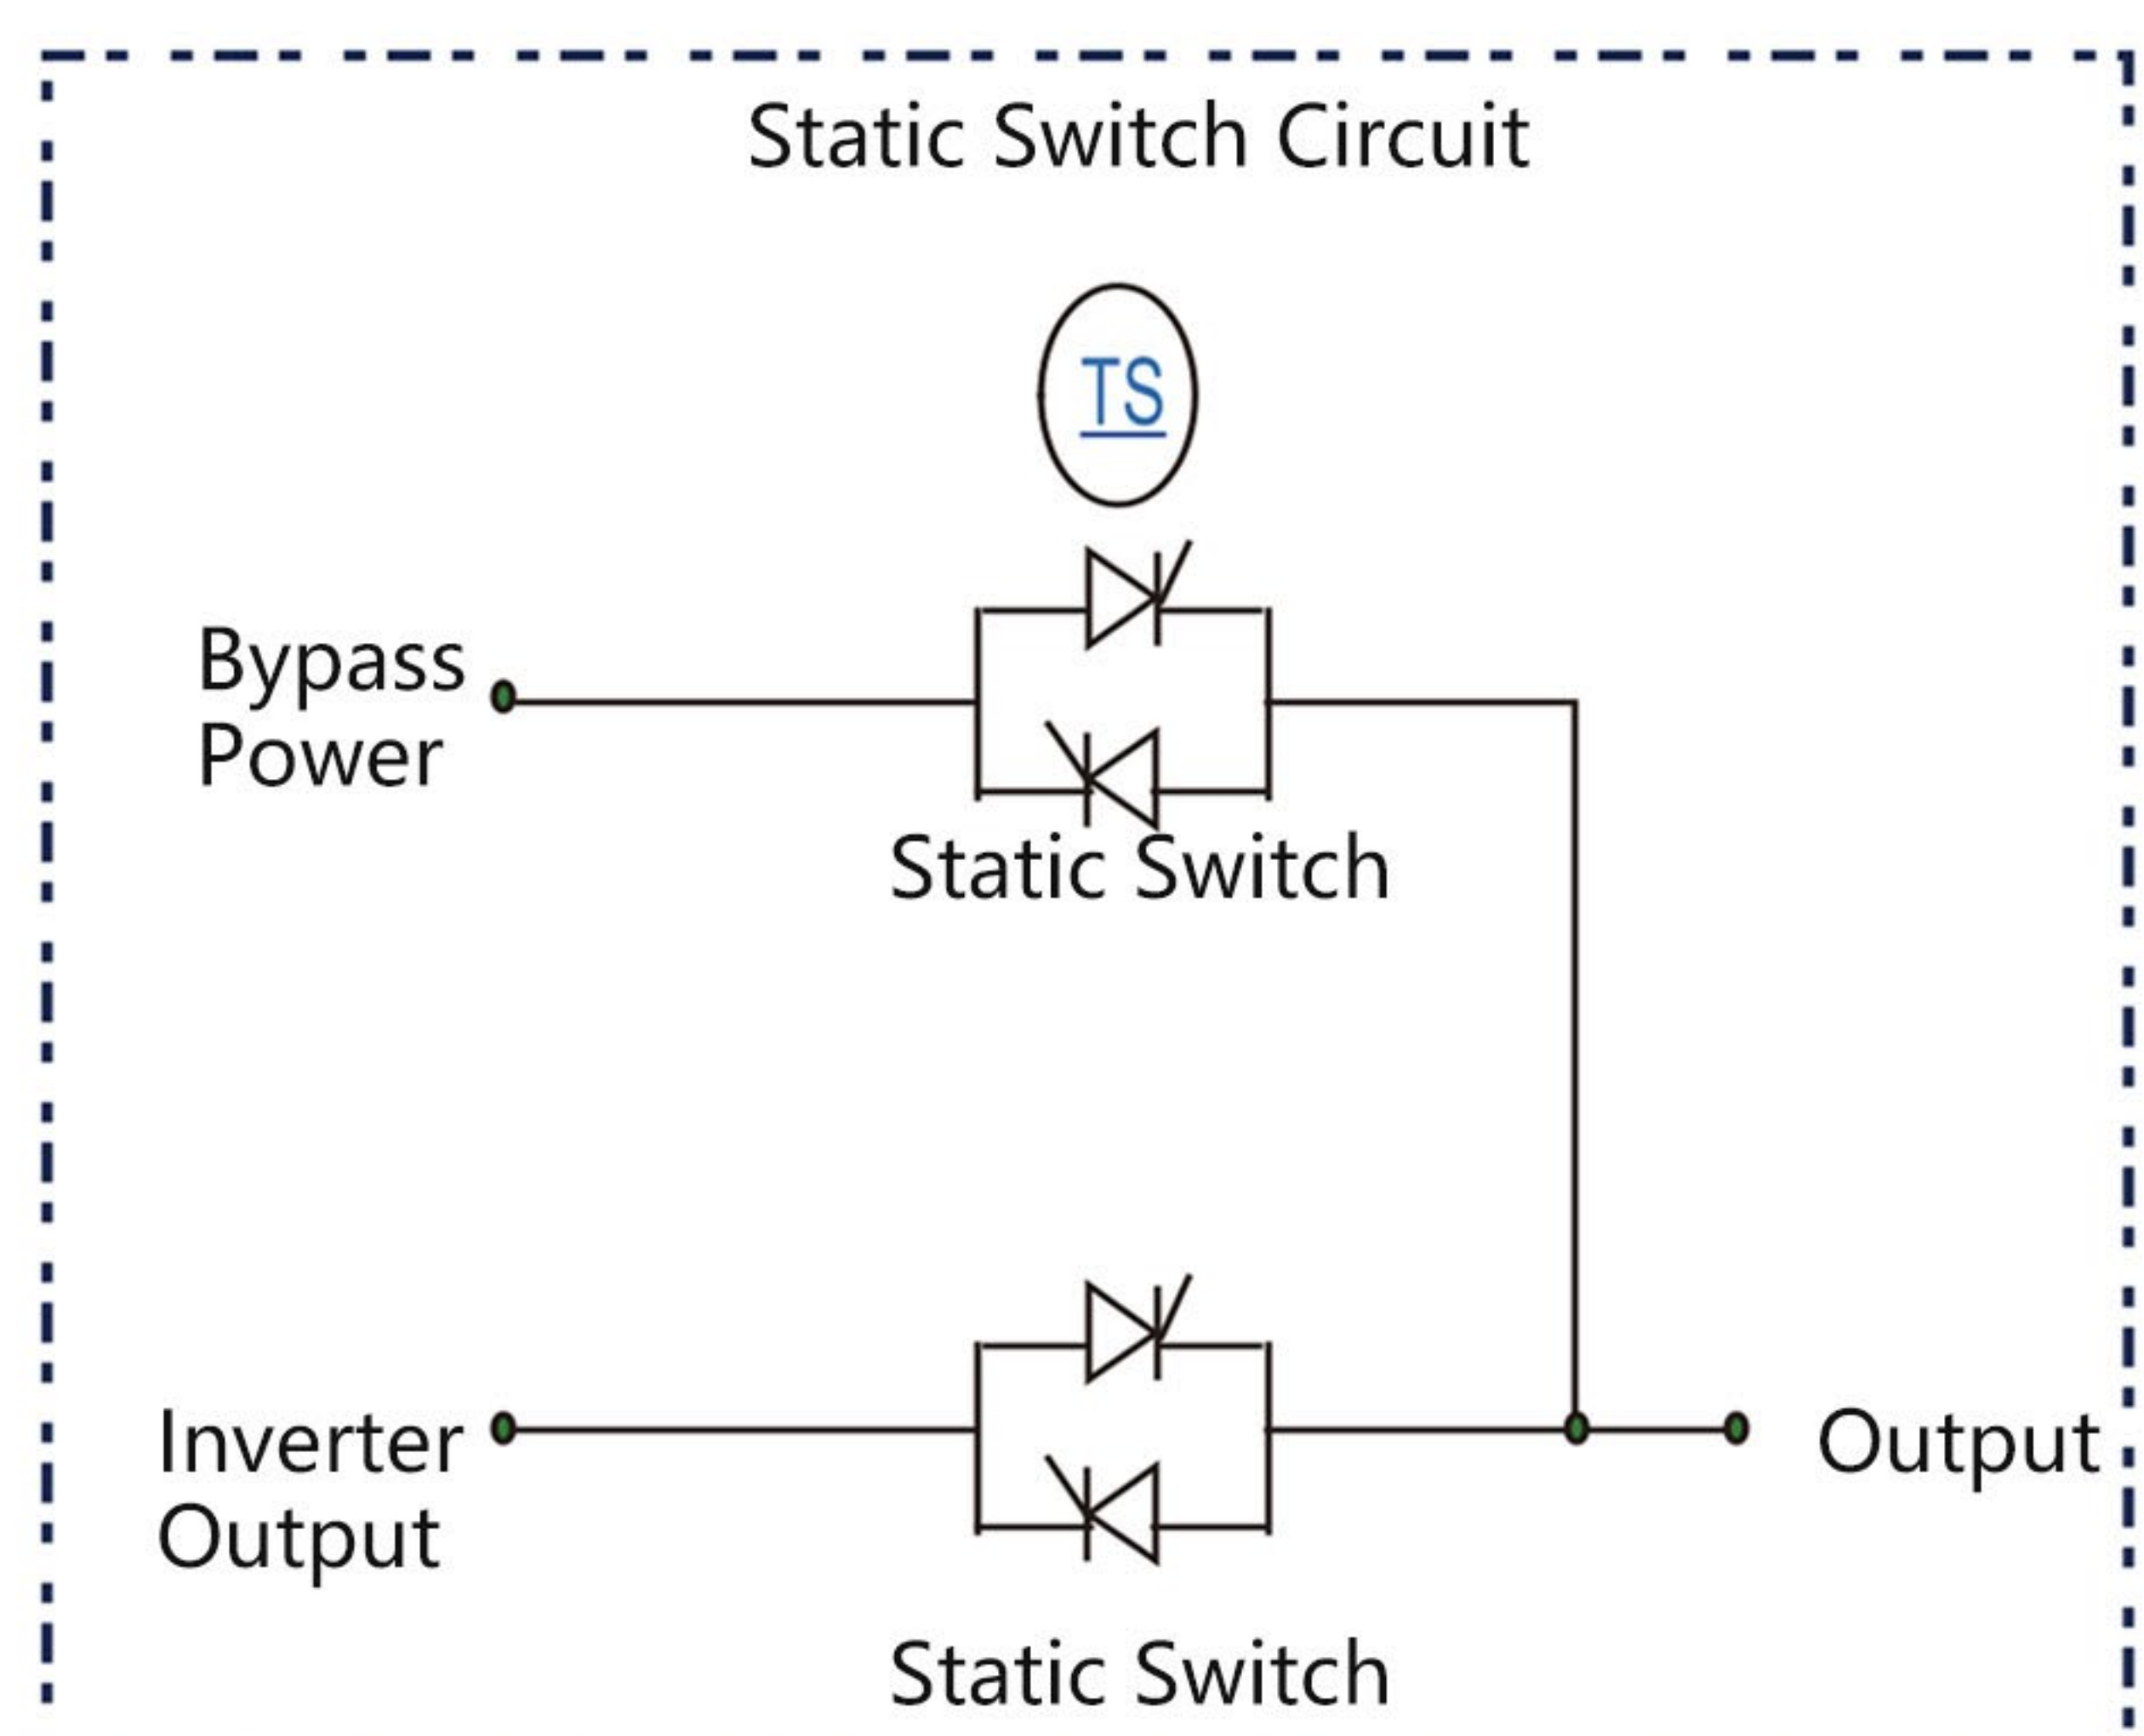 Static Switch Circuit
TS
Bypass
Power
Static Switch
Inverter
Output
Output
Static Switch